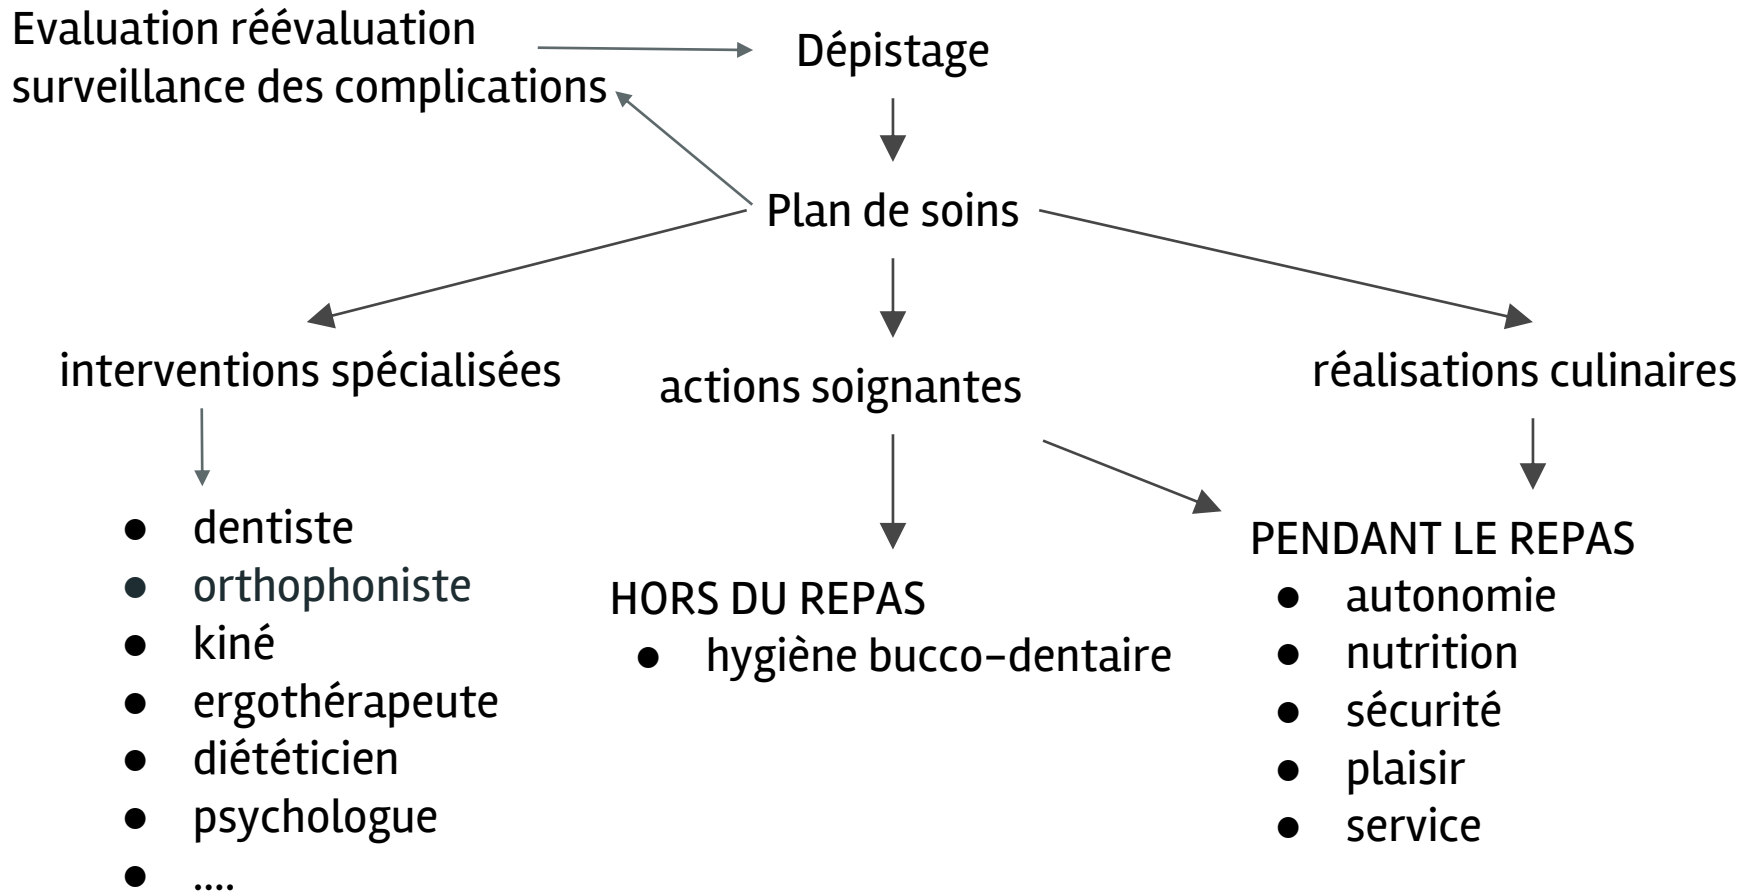 Evaluation réévaluation
surveillance des complications
Dépistage
Plan de soins
interventions spécialisées
actions soignantes
réalisations culinaires
● dentiste
● orthophoniste
● kiné
● ergothérapeute
● diététicien
● psychologue
● ....
HORS DU REPAS
● hygiène bucco-dentaire
PENDANT LE REPAS
● autonomie
● nutrition
● sécurité
● plaisir
● service